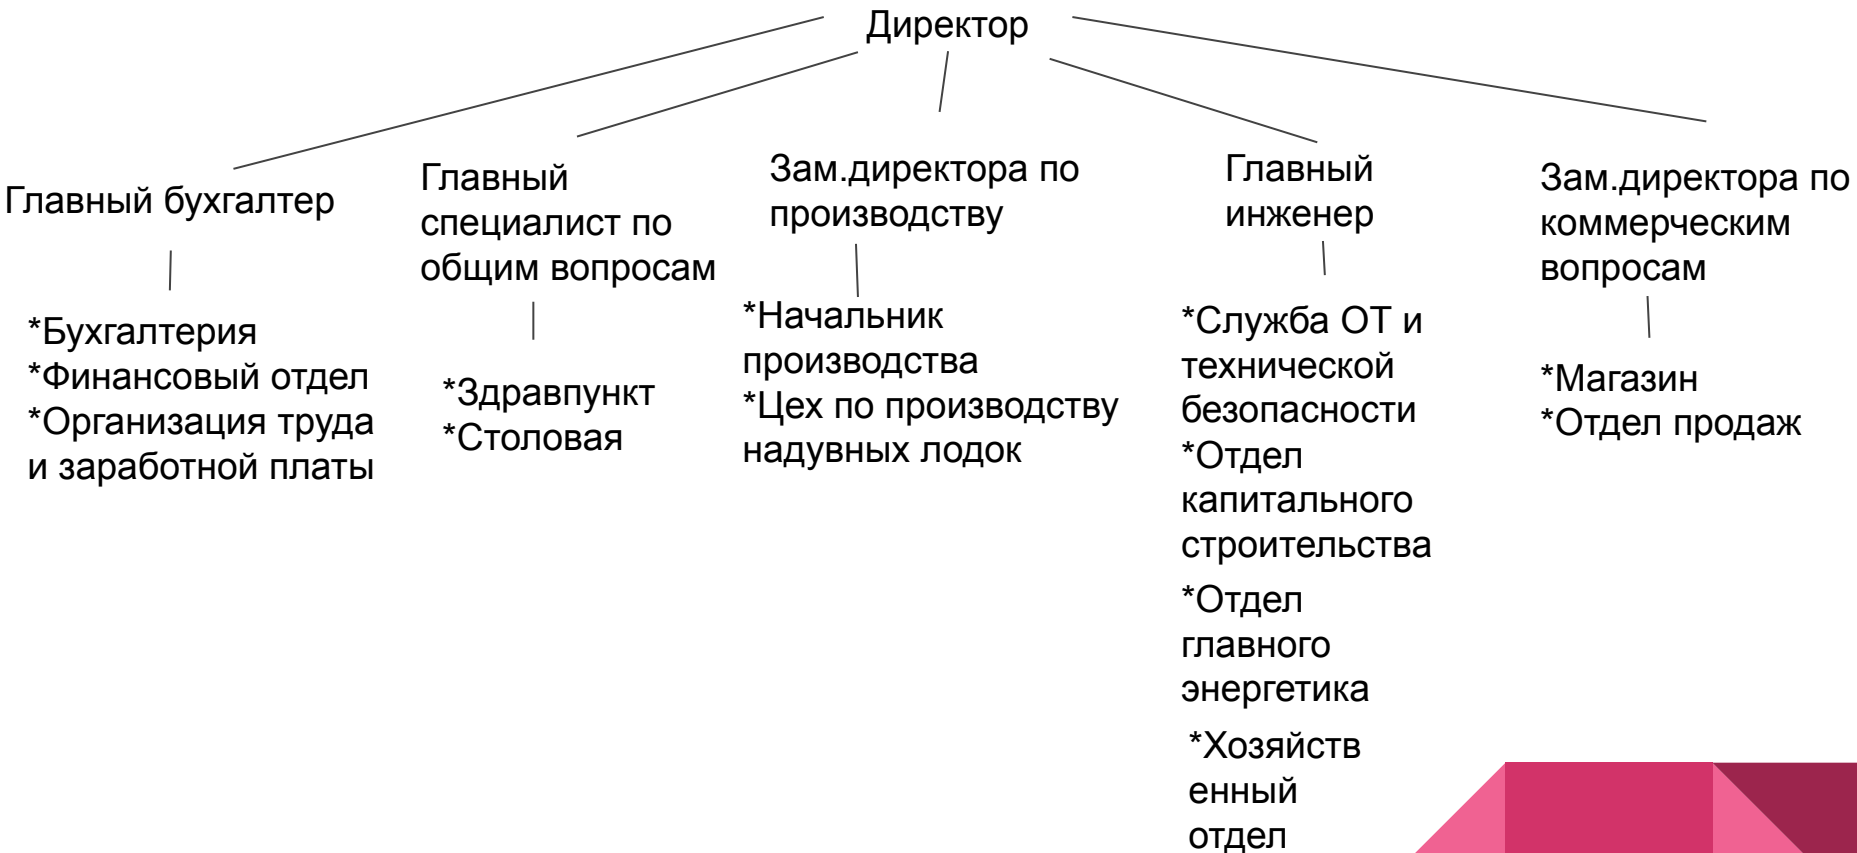 Директор
Главный бухгалтер
*Бухгалтерия
*Финансовый отдел
*Организация труда
и заработной платы
Главный
специалист по
общим вопросам
*Здравпункт
*Столовая
Зам.директора по
производству
*Начальник
производства
*Цех по производству
надувных лодок
Главный
инженер
*Служба ОТ и
технической
безопасности
*Отдел
капитального
строительства
*Отдел
главного
энергетика
*Хозяйств
енный
отдел
Зам.директора по
коммерческим
вопросам
*Магазин
*Отдел продаж